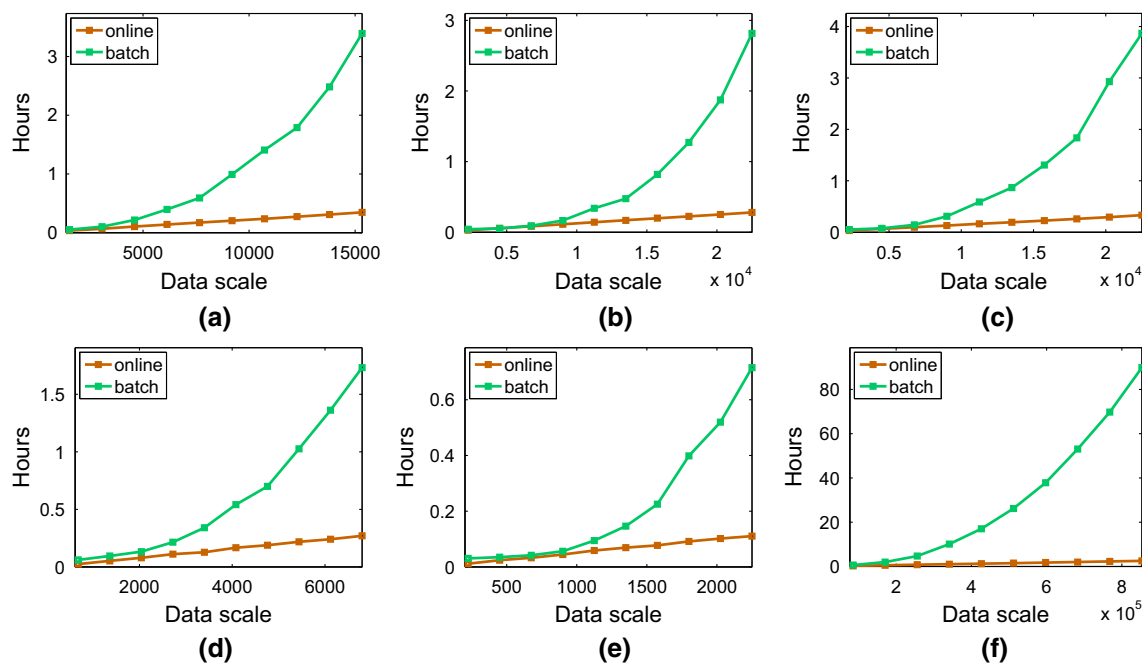 online
batch
3
2
1
0
Hours
5000 10000 15000
Data scale
(a)
online
batch
3
2
1
0
Hours
0.5 1 1.5 2
x 10^4
Data scale
(b)
online
batch
4
3
2
1
0
Hours
0.5 1 1.5 2
x 10^4
Data scale
(c)
online
batch
1.5
1
0.5
0
Hours
2000 4000 6000
Data scale
(d)
online
batch
0.6
0.4
0.2
0
Hours
500 1000 1500 2000
Data scale
(e)
online
batch
80
60
40
20
0
Hours
2 4 6 8
x 10^5
Data scale
(f)